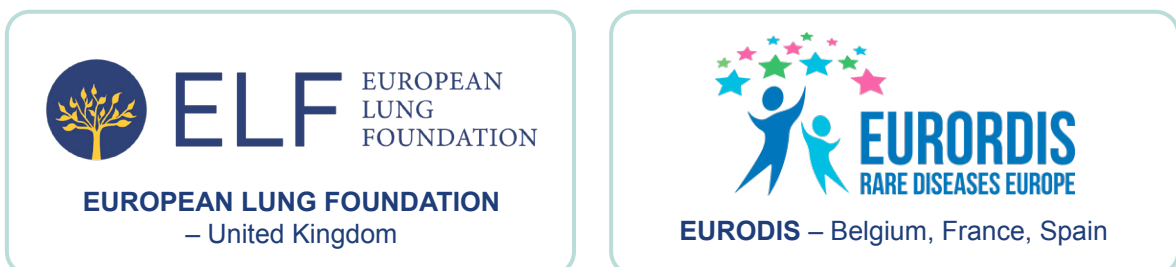 ELF
EUROPEAN
LUNG
FOUNDATION
EUROPEAN LUNG FOUNDATION
– United Kingdom
EURORDIS
RARE DISEASES EUROPE
EURODIS – Belgium, France, Spain